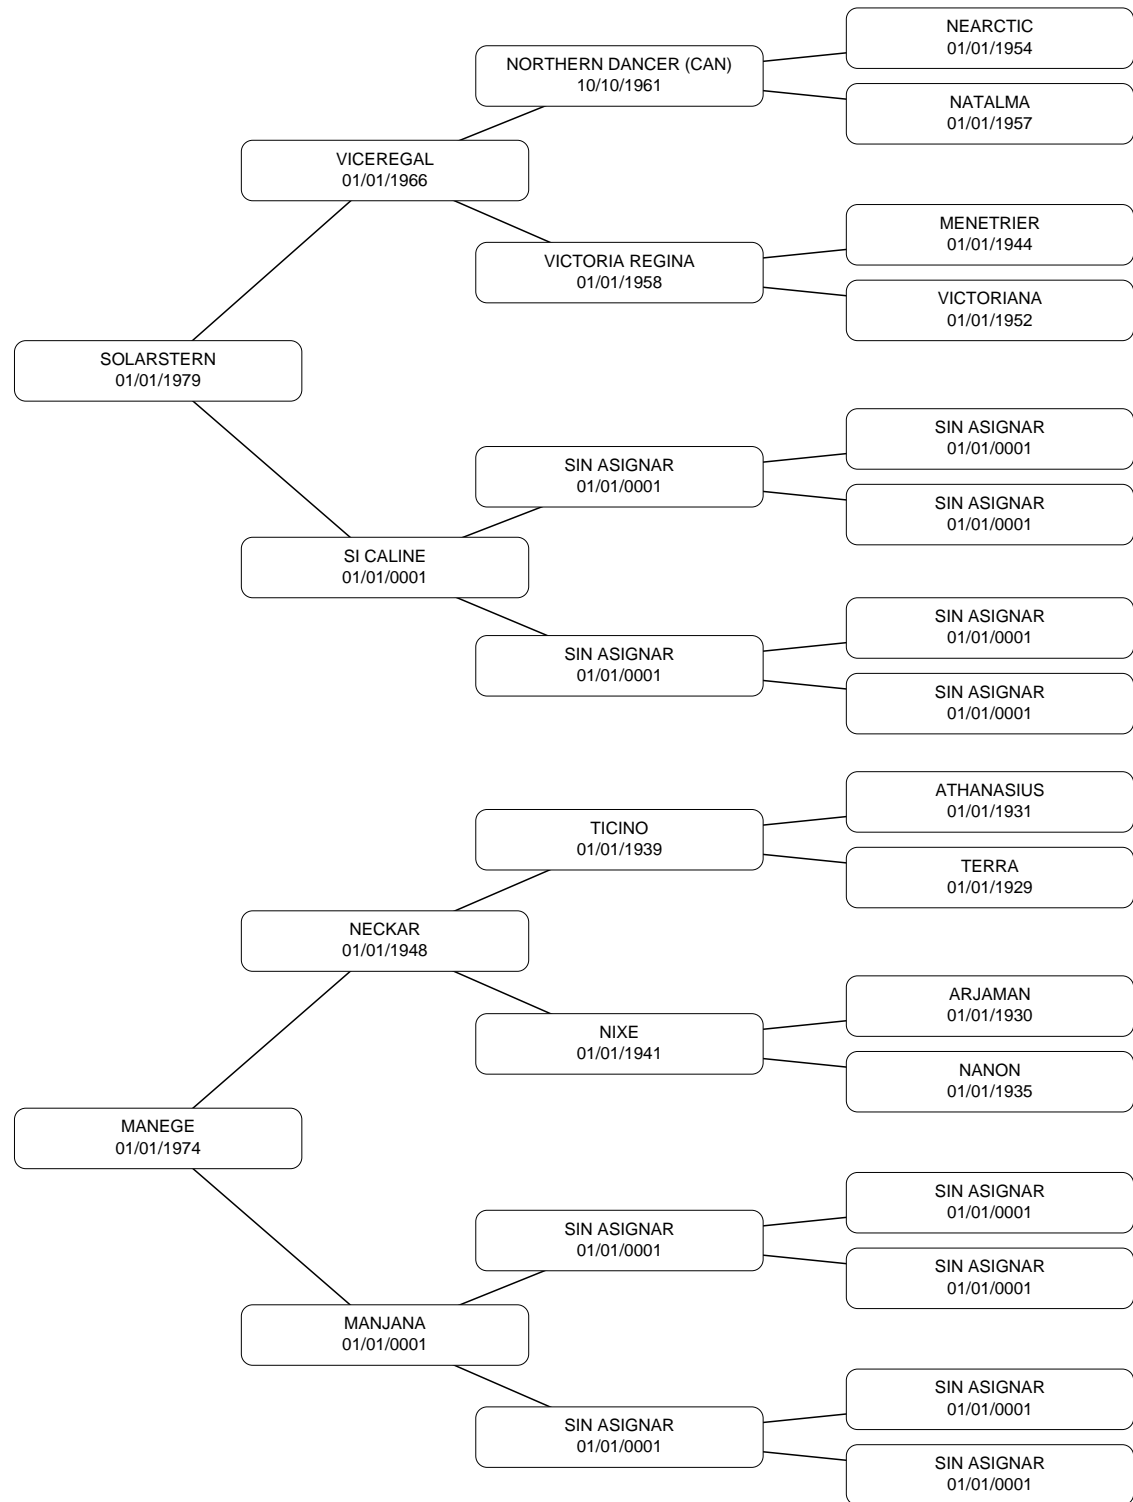 NEARCTIC
01/01/1954
NORTHERN DANCER (CAN)
10/10/1961
NATALMA
01/01/1957
VICEREGAL
01/01/1966
MENETRIER
01/01/1944
VICTORIA REGINA
01/01/1958
VICTORIANA
01/01/1952
SOLARSTERN
01/01/1979
SIN ASIGNAR
01/01/0001
SIN ASIGNAR
01/01/0001
SIN ASIGNAR
01/01/0001
SI CALINE
01/01/0001
SIN ASIGNAR
01/01/0001
SIN ASIGNAR
01/01/0001
SIN ASIGNAR
01/01/0001
ATHANASIUS
01/01/1931
TICINO
01/01/1939
TERRA
01/01/1929
NECKAR
01/01/1948
ARJAMAN
01/01/1930
NIXE
01/01/1941
NANON
01/01/1935
MANEGE
01/01/1974
SIN ASIGNAR
01/01/0001
SIN ASIGNAR
01/01/0001
SIN ASIGNAR
01/01/0001
MANJANA
01/01/0001
SIN ASIGNAR
01/01/0001
SIN ASIGNAR
01/01/0001
SIN ASIGNAR
01/01/0001